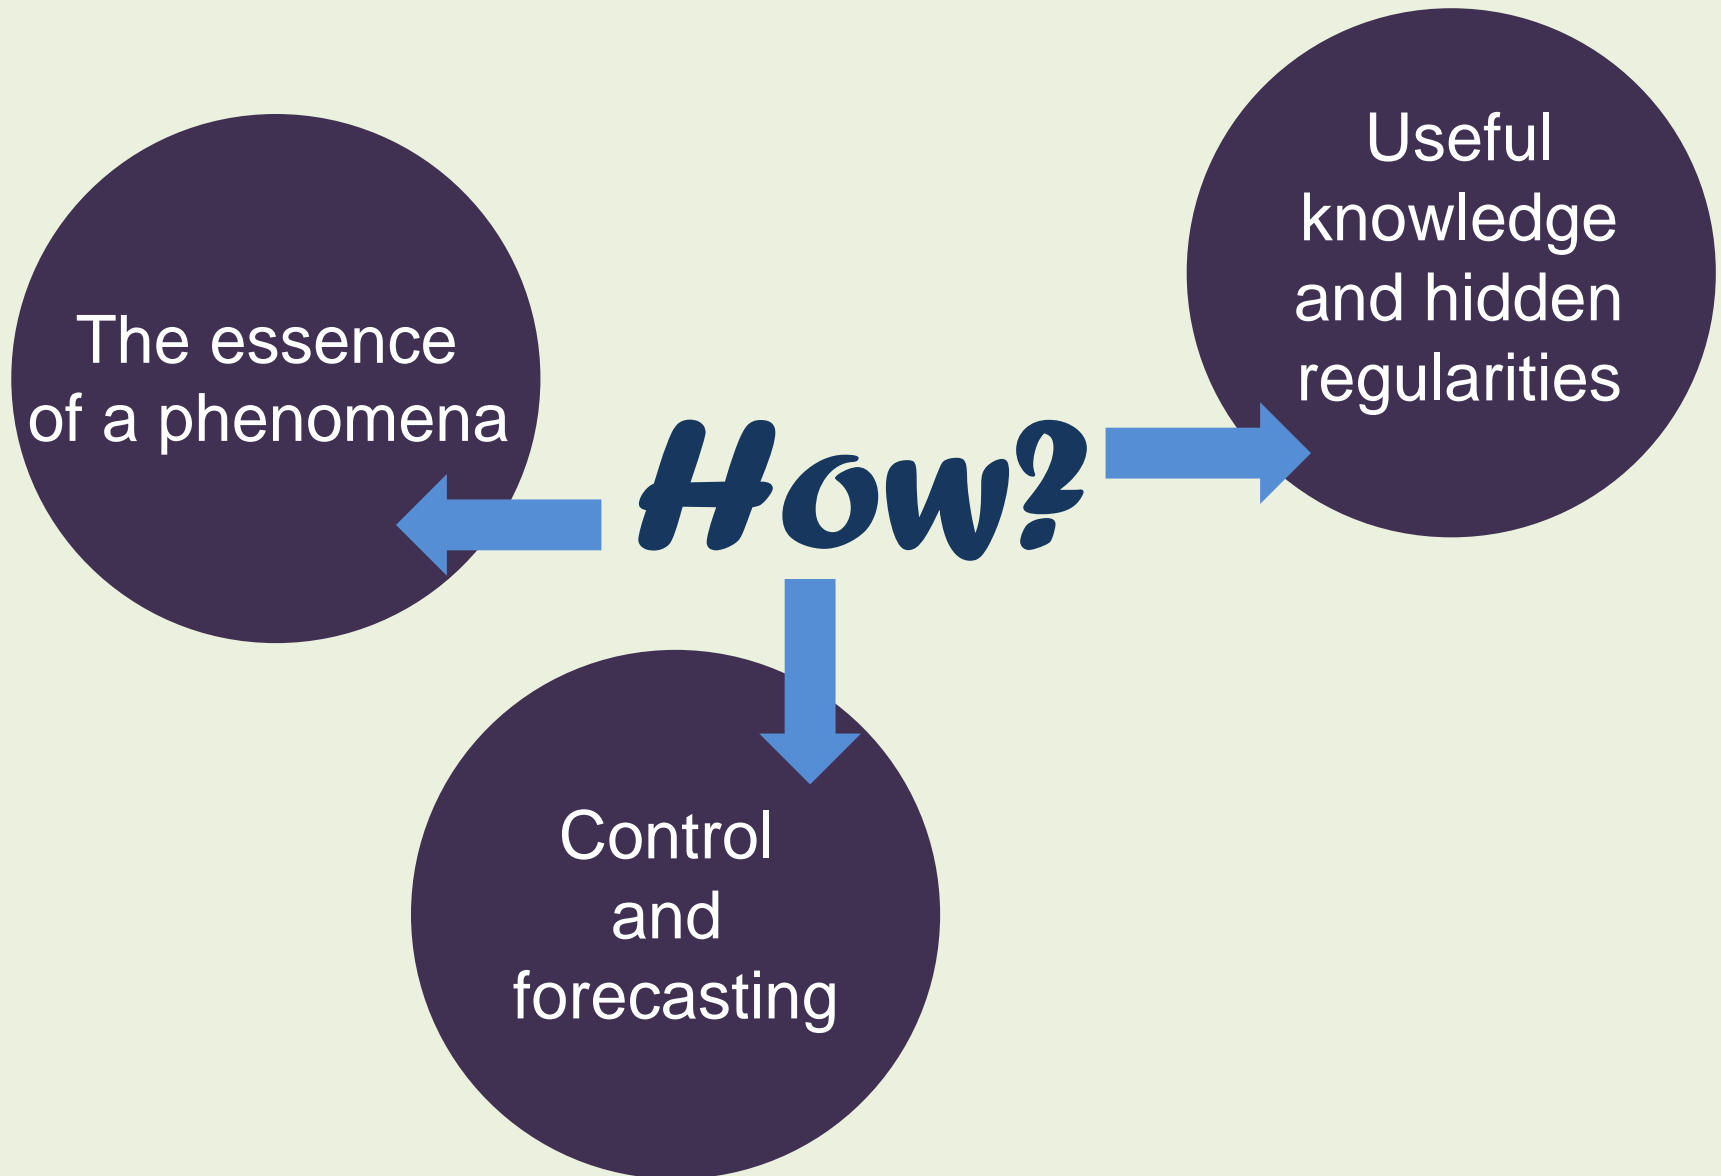 The essence
of a phenomena
How?
Useful
knowledge
and hidden
regularities
Control
and
forecasting